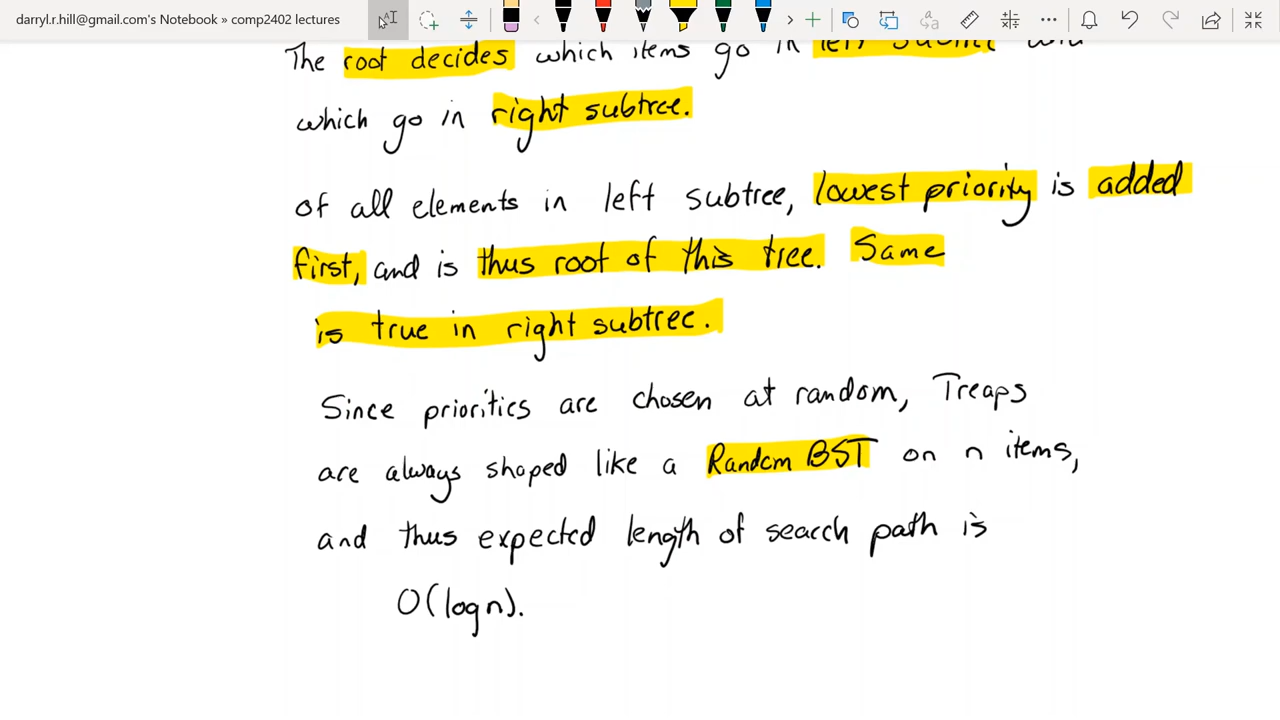 darryl.r.hill@gmail.com's Notebook » comp2402 lectures
The root decides which items go in left
which go in right subtree.
of all elements in left subtree, lowest priority is added
first, and is thus root of this tree. Same
is true in right subtree.
Since priorities are chosen at random, Treaps
are always shaped like a Random BST on n items,
and thus expected length of search path is
O(log n).